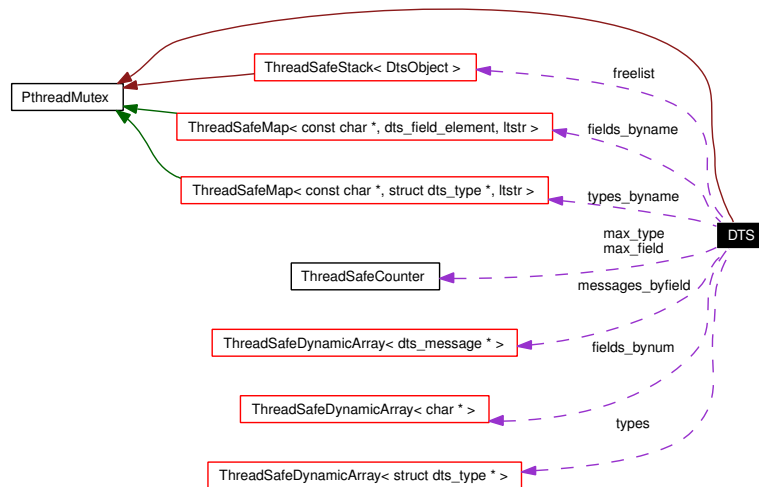 ThreadSafeStack< DtsObject >
freelist
PthreadMutex
ThreadSafeMap< const char *, dts_field_element, ltstr >
fields_byname
ThreadSafeMap< const char *, struct dts_type *, ltstr >
types_byname
DTS
max_type
max_field
ThreadSafeCounter
messages_byfield
ThreadSafeDynamicArray< dts_message * >
fields_bynum
ThreadSafeDynamicArray< char * >
types
ThreadSafeDynamicArray< struct dts_type * >